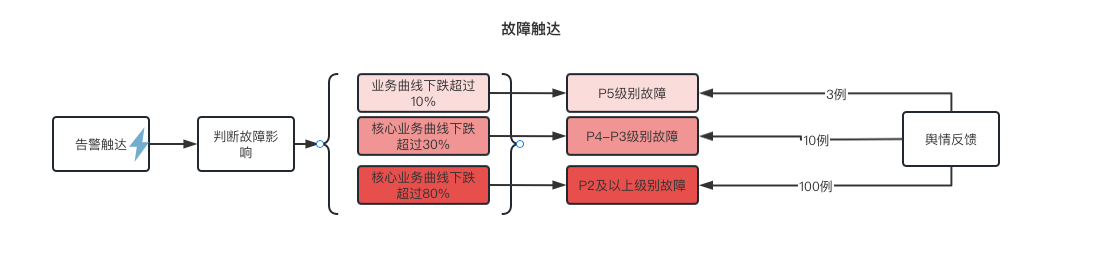 故障触达
告警触达
判断故障影
响
业务曲线下跌超过
10%
核心业务曲线下跌
超过30%
核心业务曲线下跌
超过80%
P5级别故障
P4-P3级别故障
P2及以上级别故障
3例
10例
100例
舆情反馈